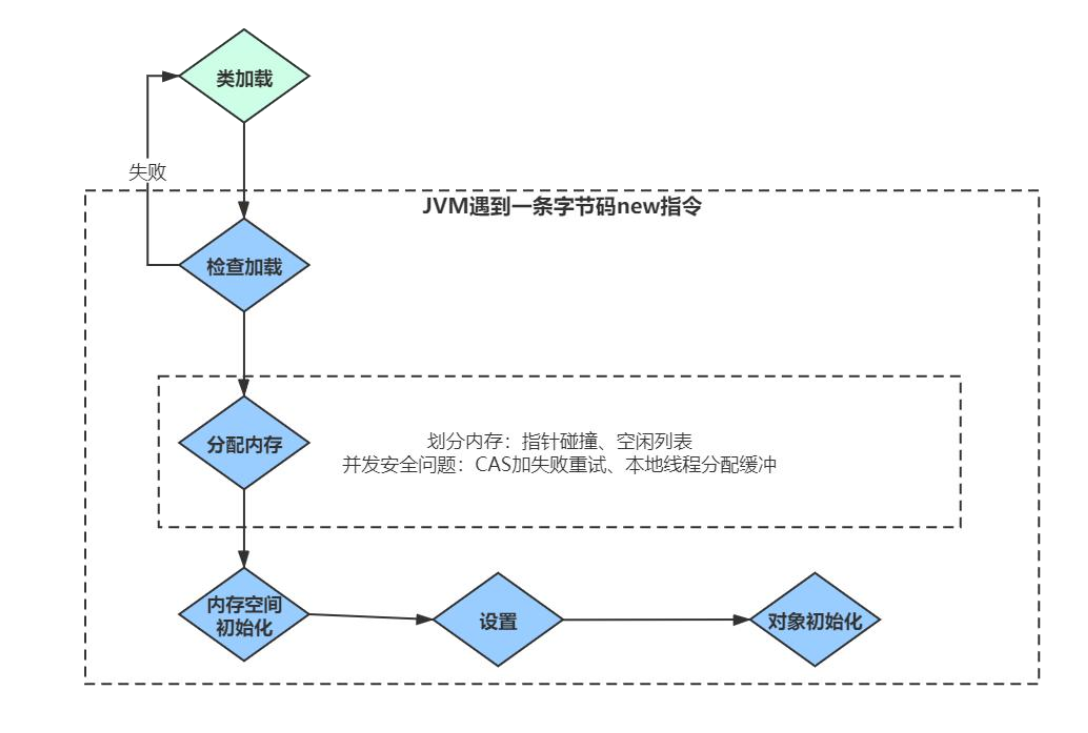 类加载
失败
JVM遇到一条字节码new指令
检查加载
分配内存
划分内存：指针碰撞、空闲列表
并发安全问题：CAS加失败重试、本地线程分配缓冲
内存空间
初始化
设置
对象初始化